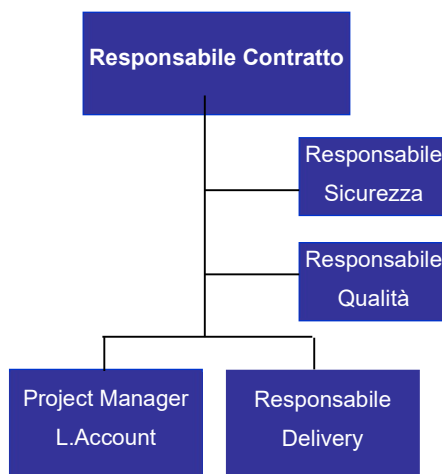 Responsabile Contratto
Responsabile
Sicurezza
Responsabile
Qualità
Project Manager
L.Account
Responsabile
Delivery